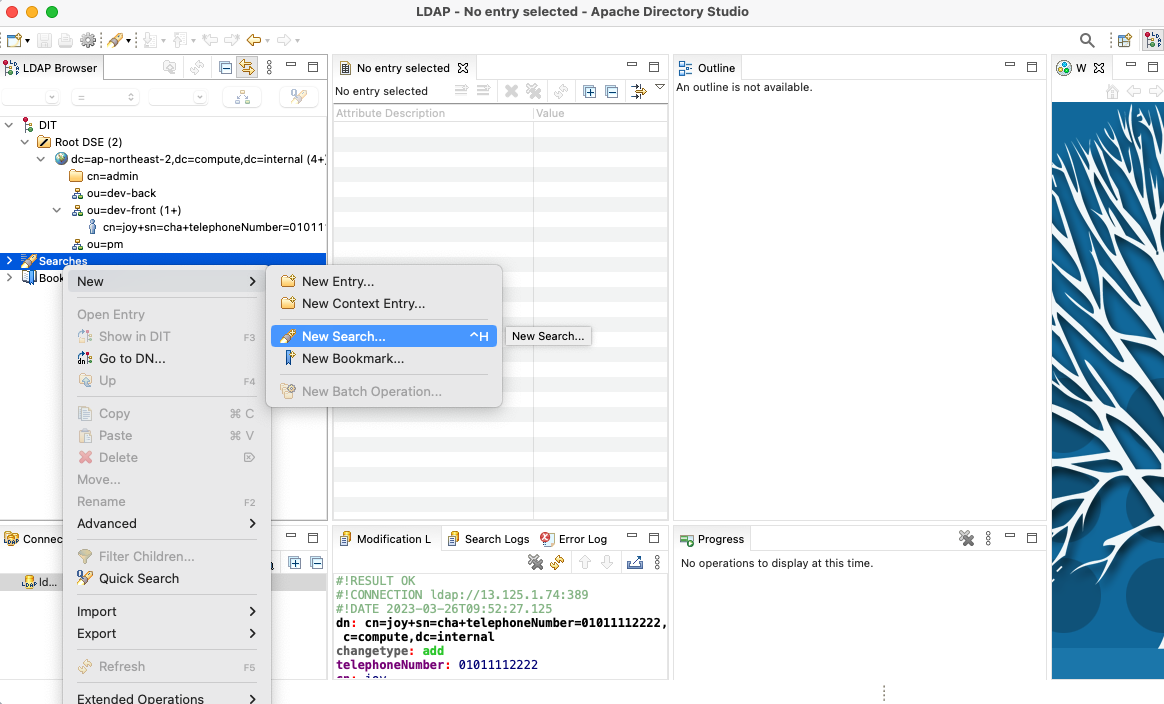 LDAP - No entry selected - Apache Directory Studio
LDAP Browser
=
DIT
Root DSE (2)
dc=ap-northeast-2,dc=compute,dc=internal (4+)
cn=admin
ou=dev-back
ou=dev-front (1+)
cn=joy+sn=cha+telephoneNumber=01011
ou=pm
Searches
Book
New
Open Entry
Show in DIT F3
Go to DN...
Up F4
Copy ⌘ C
Paste ⌘ V
Delete ⌦
Move...
Rename F2
Advanced
Filter Children...
Quick Search
Import
Export
Refresh F5
Extended Operations
New Entry...
New Context Entry...
New Search... ^H
New Bookmark...
New Batch Operation...
New Search...
No entry selected
No entry selected
Attribute Description Value
Outline
An outline is not available.
W
Connec
ld...
Modification L
Search Logs
Error Log
#!RESULT OK
#!CONNECTION ldap://13.125.1.74:389
#!DATE 2023-03-26T09:52:27.125
dn: cn=joy+sn=cha+telephoneNumber=01011112222,
c=compute,dc=internal
changetype: add
telephoneNumber: 01011112222
cn: joy
Progress
No operations to display at this time.